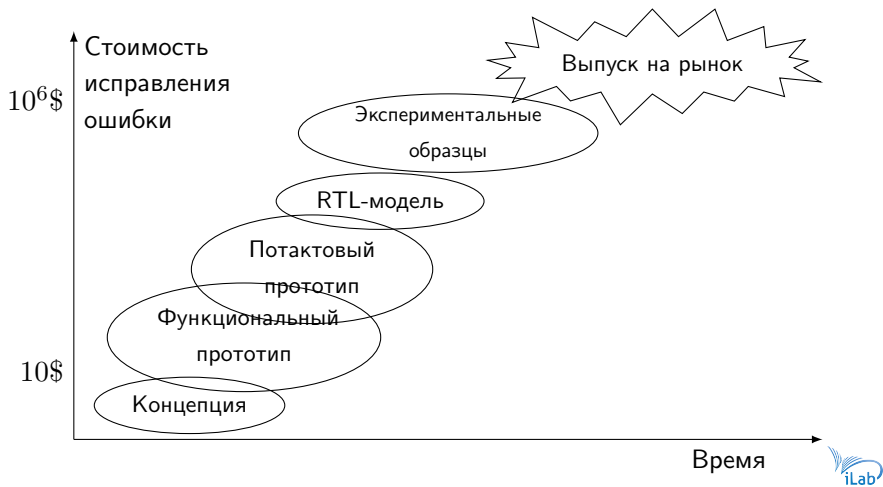 Стоимость
исправления
ошибки
10⁶$
Выпуск на рынок
Экспериментальные
образцы
RTL-модель
Потактовый
прототип
Функциональный
прототип
10$
Концепция
Время
iLab